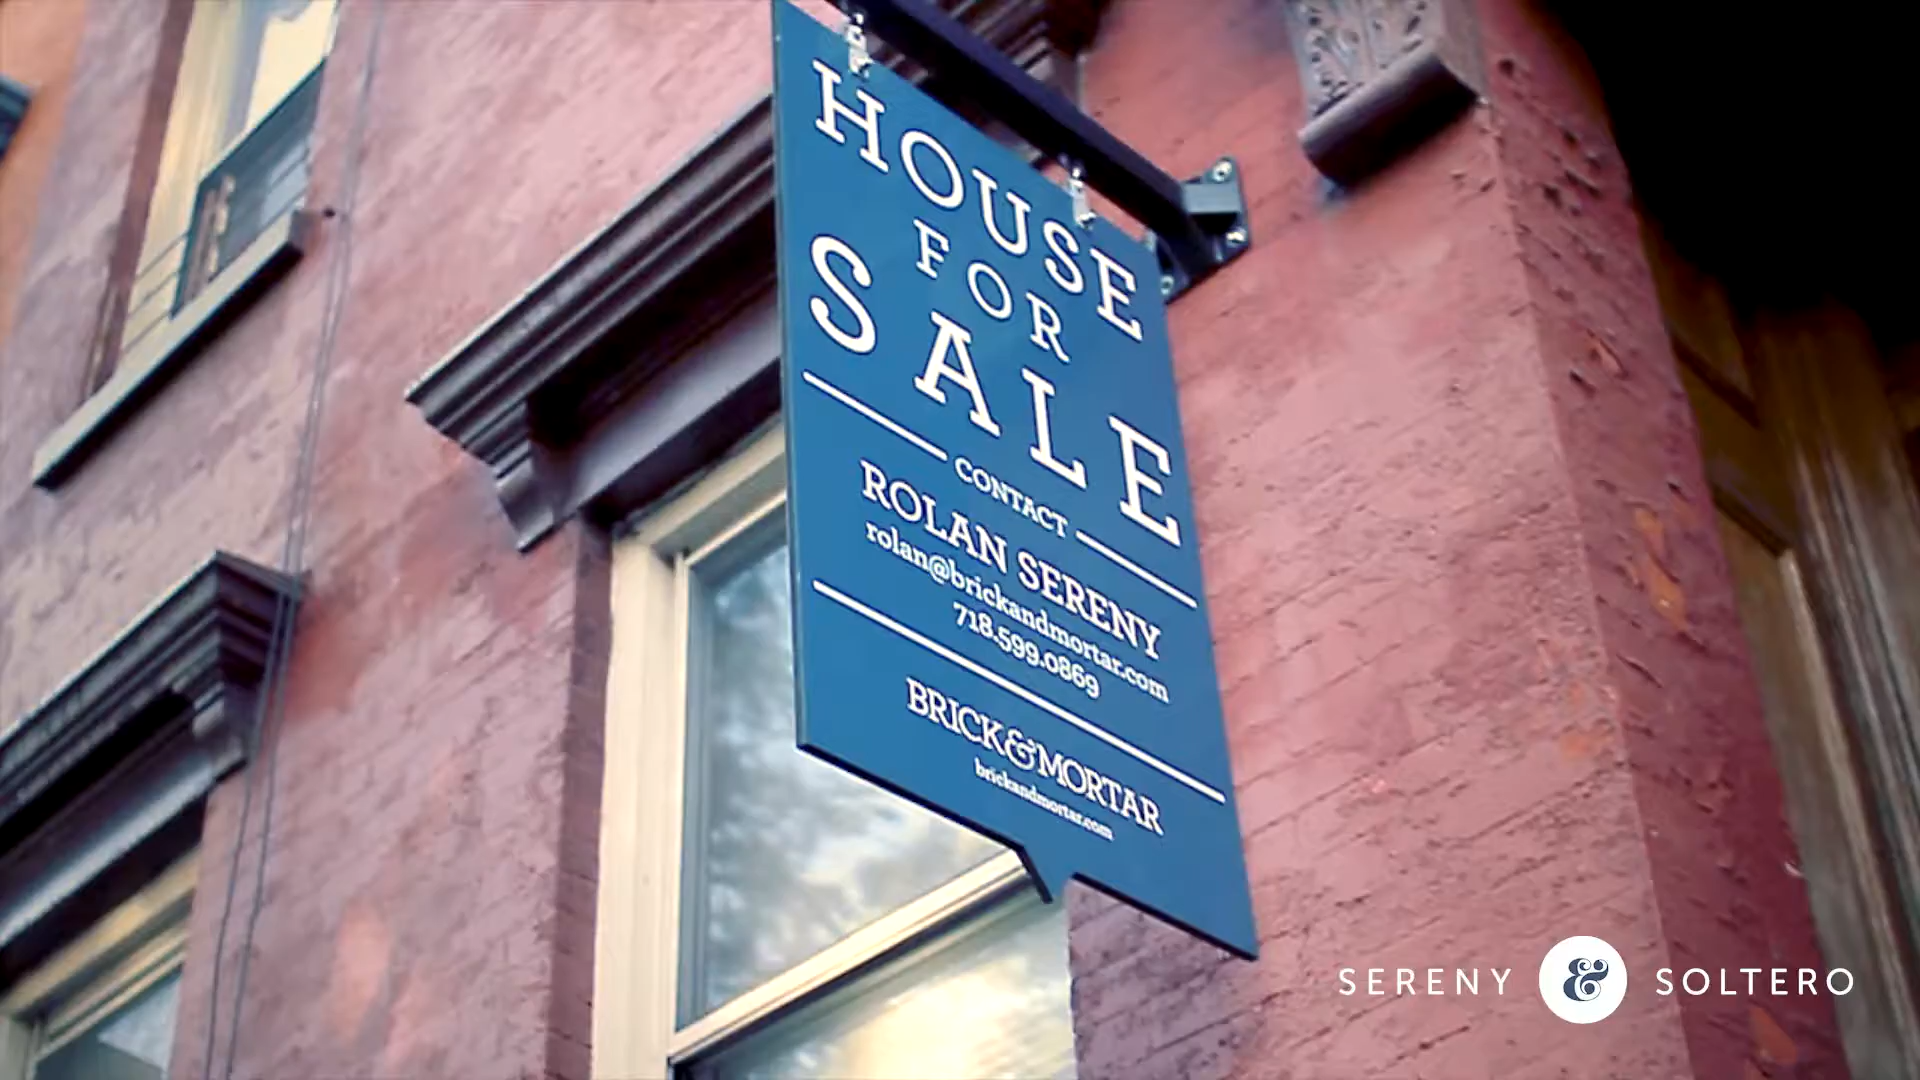 HOUSE
FOR
SALE
CONTACT
ROLAN SERENY
rolan@brickandmortar.com
718.599.0869
BRICK&MORTAR
brickandmortar.com
SERENY & SOLTERO